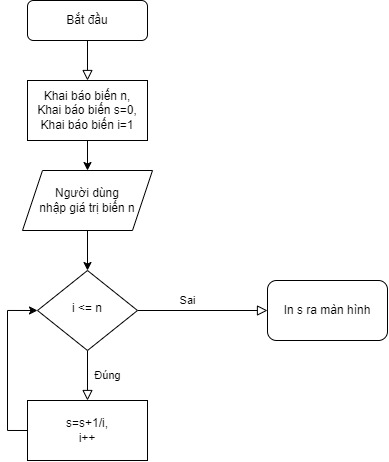 Bắt đầu
Khai báo biến n,
Khai báo biến s=0,
Khai báo biến i=1
Người dùng
nhập giá trị biến n
i <= n
Sai
In s ra màn hình
Đúng
s=s+1/i,
i++